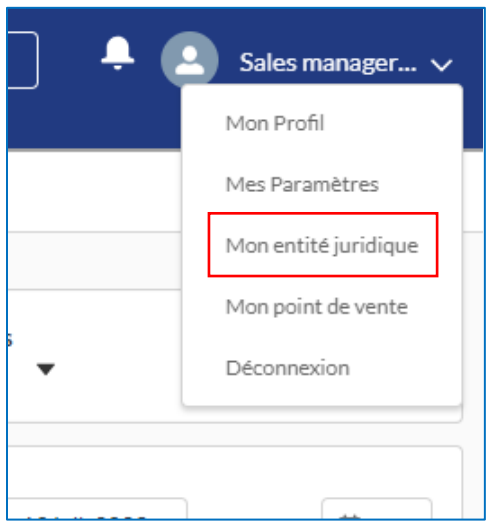 Sales manager...
Mon Profil
Mes Paramètres
Mon entité juridique
Mon point de vente
Déconnexion